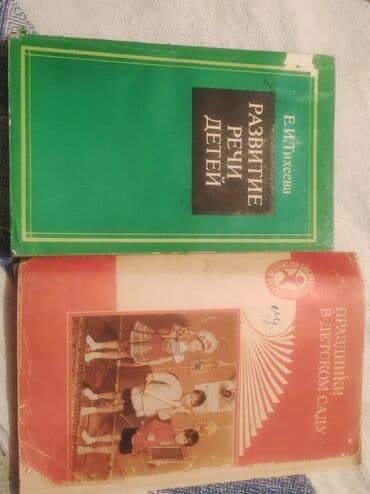 Е.И.Тихеева
РАЗВИТИЕ
РЕЧИ
ДЕТЕЙ
ПРАЗДНИКИ
В ДЕТСКОМ САДУ